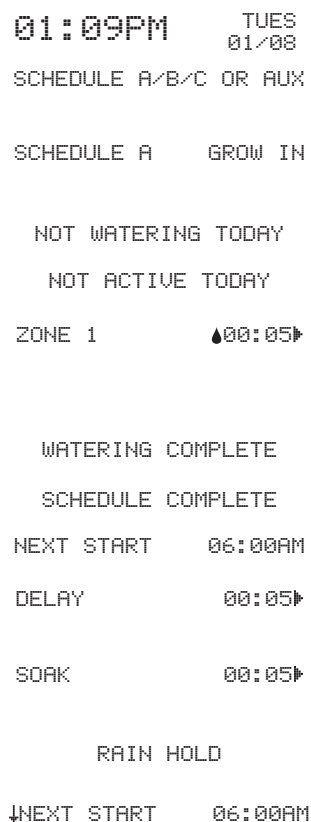 01:09PM TUES
01/08
SCHEDULE A/B/C OR AUX
SCHEDULE A GROW IN
NOT WATERING TODAY
NOT ACTIVE TODAY
ZONE 1 💧00:05▶
WATERING COMPLETE
SCHEDULE COMPLETE
NEXT START 06:00AM
DELAY 00:05▶
SOAK 00:05▶
RAIN HOLD
↓NEXT START 06:00AM